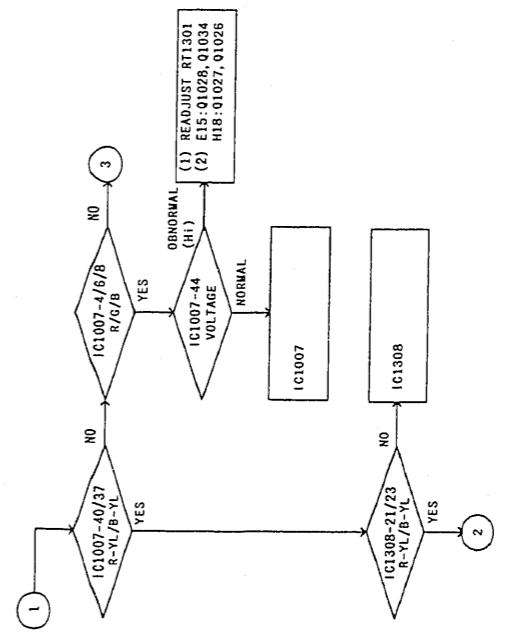 1
IC1007-40/37
R-YL/B-YL
NO
YES
IC1007-4/6/8
R/G/B
NO
3
YES
IC1007-44
VOLTAGE
OBNORMAL
(Hi)
(1) READJUST RT1301
(2) E15:Q1028,Q1034
H18:Q1027,Q1026
NORMAL
IC1007
IC1308-21/23
R-YL/B-YL
NO
IC1308
YES
2